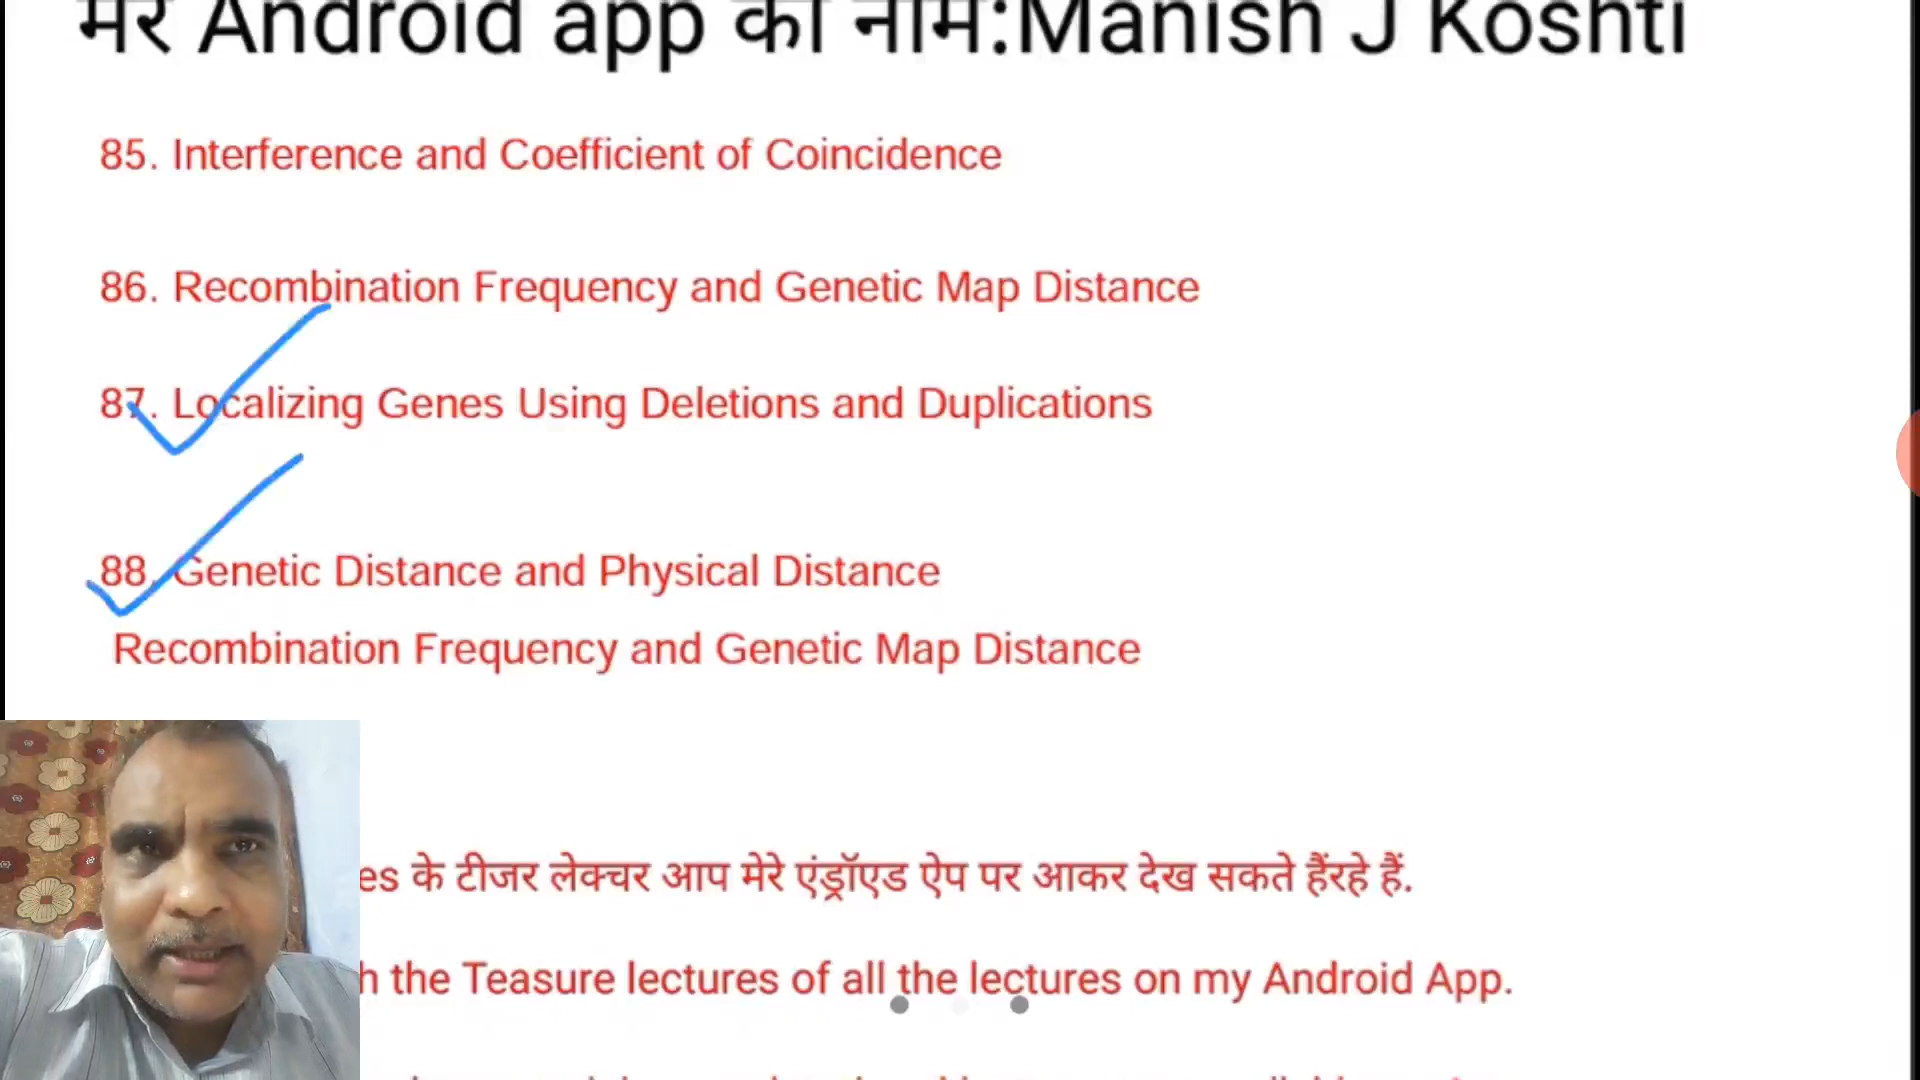 मेरे Android app का नाम:Manish J Koshti
85. Interference and Coefficient of Coincidence
86. Recombination Frequency and Genetic Map Distance
87. Localizing Genes Using Deletions and Duplications
88. Genetic Distance and Physical Distance
Recombination Frequency and Genetic Map Distance
es के टीजर लेक्चर आप मेरे एंड्रॉएड ऐप पर आकर देख सकते हैंरहे हैं.
h the Teasure lectures of all the lectures on my Android App.